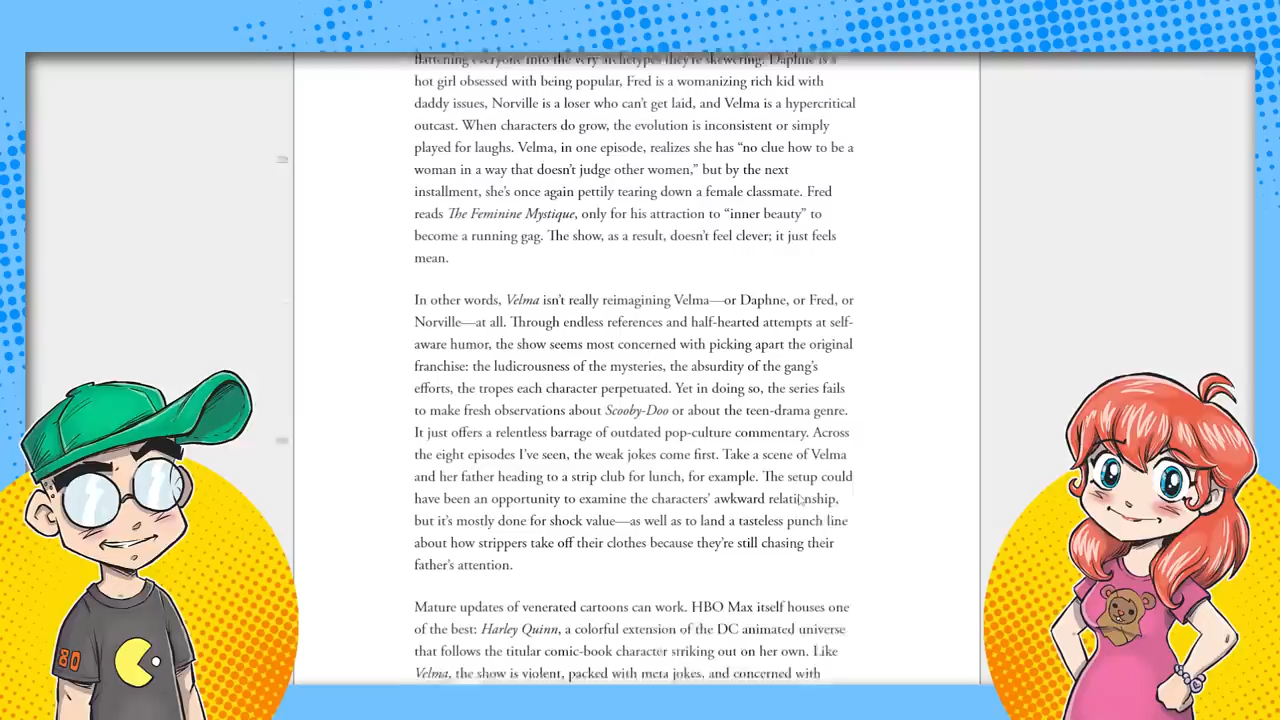 flattening everyone into the very archetypes they're skewering. Daphne is a
hot girl obsessed with being popular, Fred is a womanizing rich kid with
daddy issues, Norville is a loser who can't get laid, and Velma is a hypercritical
outcast. When characters do grow, the evolution is inconsistent or simply
played for laughs. Velma, in one episode, realizes she has “no clue how to be a
woman in a way that doesn't judge other women,” but by the next
installment, she's once again pettily tearing down a female classmate. Fred
reads The Feminine Mystique, only for his attraction to “inner beauty” to
become a running gag. The show, as a result, doesn't feel clever; it just feels
mean.
In other words, Velma isn't really reimagining Velma—or Daphne, or Fred, or
Norville—at all. Through endless references and half-hearted attempts at self-
aware humor, the show seems most concerned with picking apart the original
franchise: the ludicrousness of the mysteries, the absurdity of the gang's
efforts, the tropes each character perpetuated. Yet in doing so, the series fails
to make fresh observations about Scooby-Doo or about the teen-drama genre.
It just offers a relentless barrage of outdated pop-culture commentary. Across
the eight episodes I've seen, the weak jokes come first. Take a scene of Velma
and her father heading to a strip club for lunch, for example. The setup could
have been an opportunity to examine the characters' awkward relationship,
but it's mostly done for shock value—as well as to land a tasteless punch line
about how strippers take off their clothes because they're still chasing their
father's attention.
Mature updates of venerated cartoons can work. HBO Max itself houses one
of the best: Harley Quinn, a colorful extension of the DC animated universe
that follows the titular comic-book character striking out on her own. Like
Velma, the show is violent, packed with meta jokes, and concerned with
80